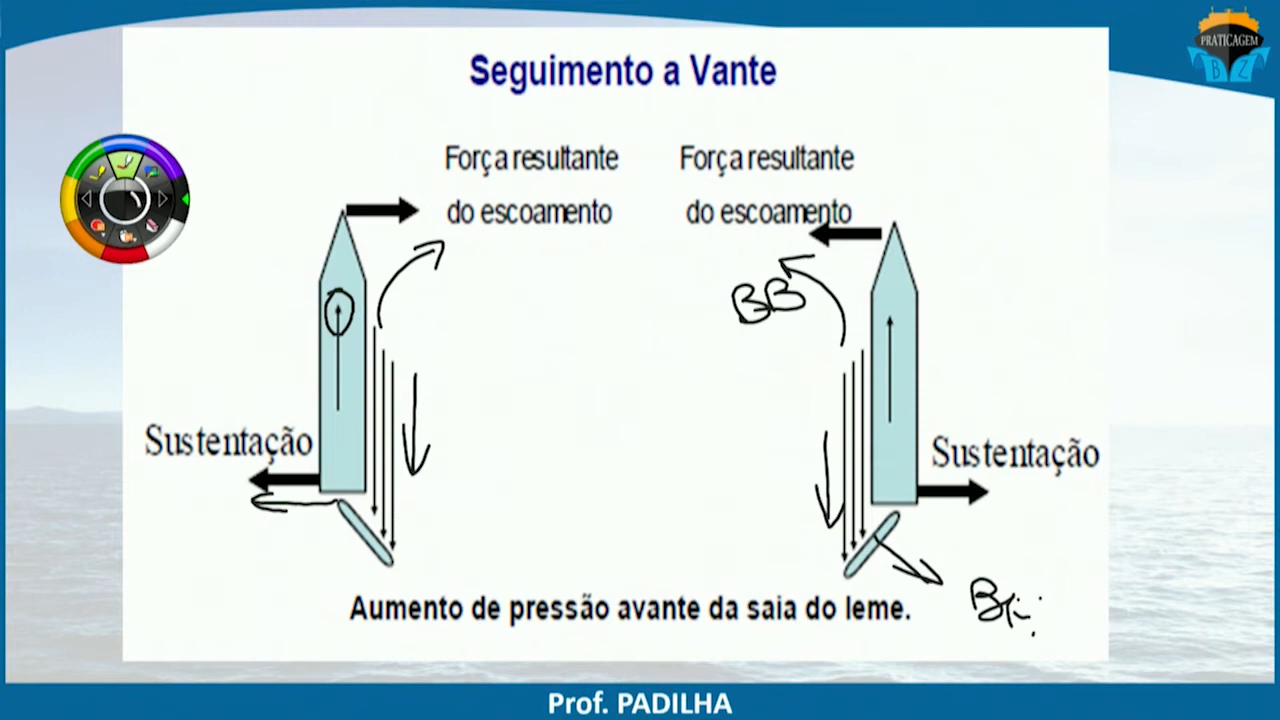 PRATICAGEM
B Z
Seguimento a Vante
Força resultante
do escoamento
Força resultante
do escoamento
BB
Sustentação
Sustentação
Aumento de pressão avante da saia do leme.
Prof. PADILHA